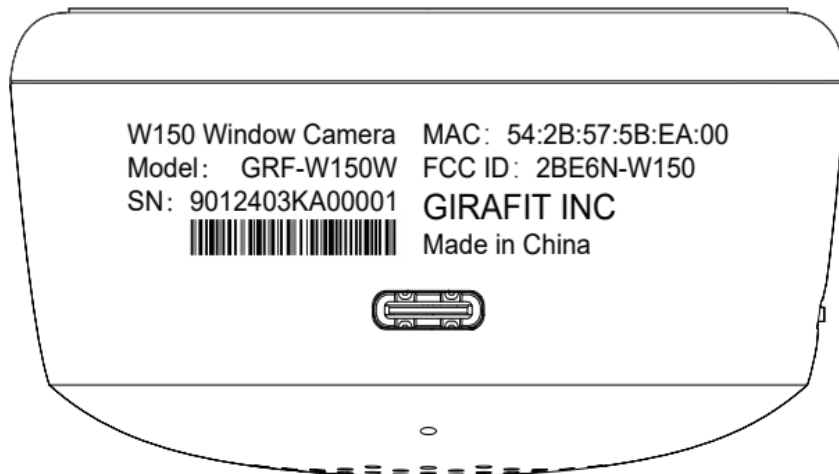 W150 Window Camera
Model： GRF-W150W
SN：9012403KA00001
MAC：54:2B:57:5B:EA:00
FCC ID：2BE6N-W150
GIRAFIT INC
Made in China